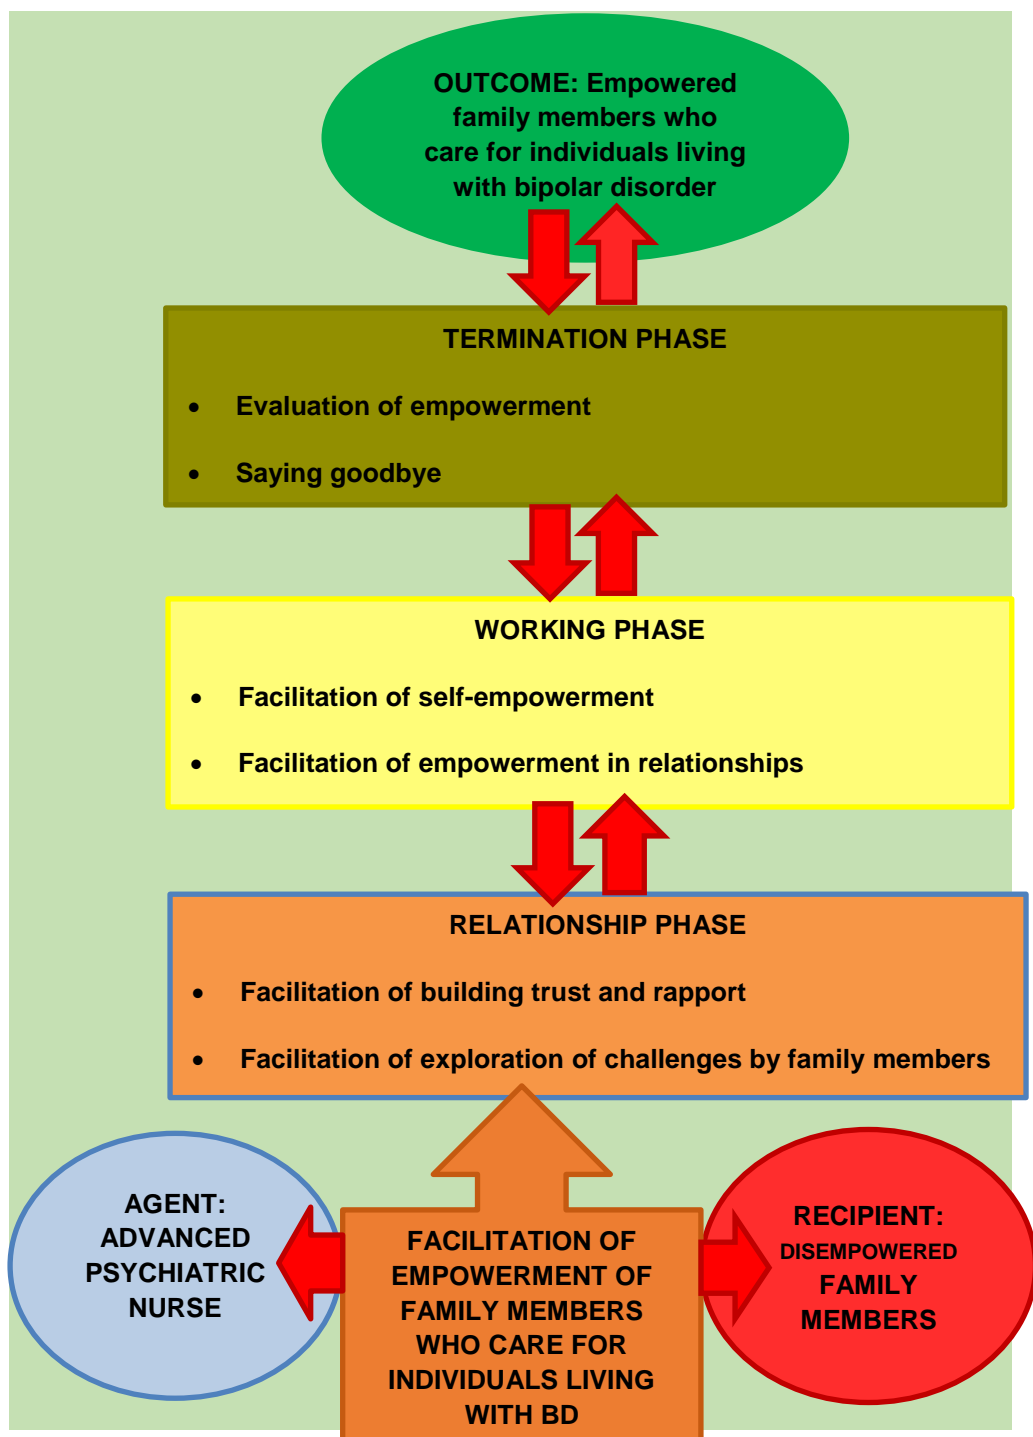 OUTCOME: Empowered
family members who
care for individuals living
with bipolar disorder
TERMINATION PHASE
• Evaluation of empowerment
• Saying goodbye
WORKING PHASE
• Facilitation of self-empowerment
• Facilitation of empowerment in relationships
RELATIONSHIP PHASE
• Facilitation of building trust and rapport
• Facilitation of exploration of challenges by family members
AGENT:
ADVANCED
PSYCHIATRIC
NURSE
FACILITATION OF
EMPOWERMENT OF
FAMILY MEMBERS
WHO CARE FOR
INDIVIDUALS LIVING
WITH BD
RECIPIENT:
DISEMPOWERED
FAMILY
MEMBERS